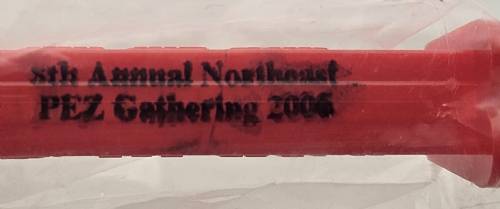 8th Annual Northeast
PEZ Gathering 2006